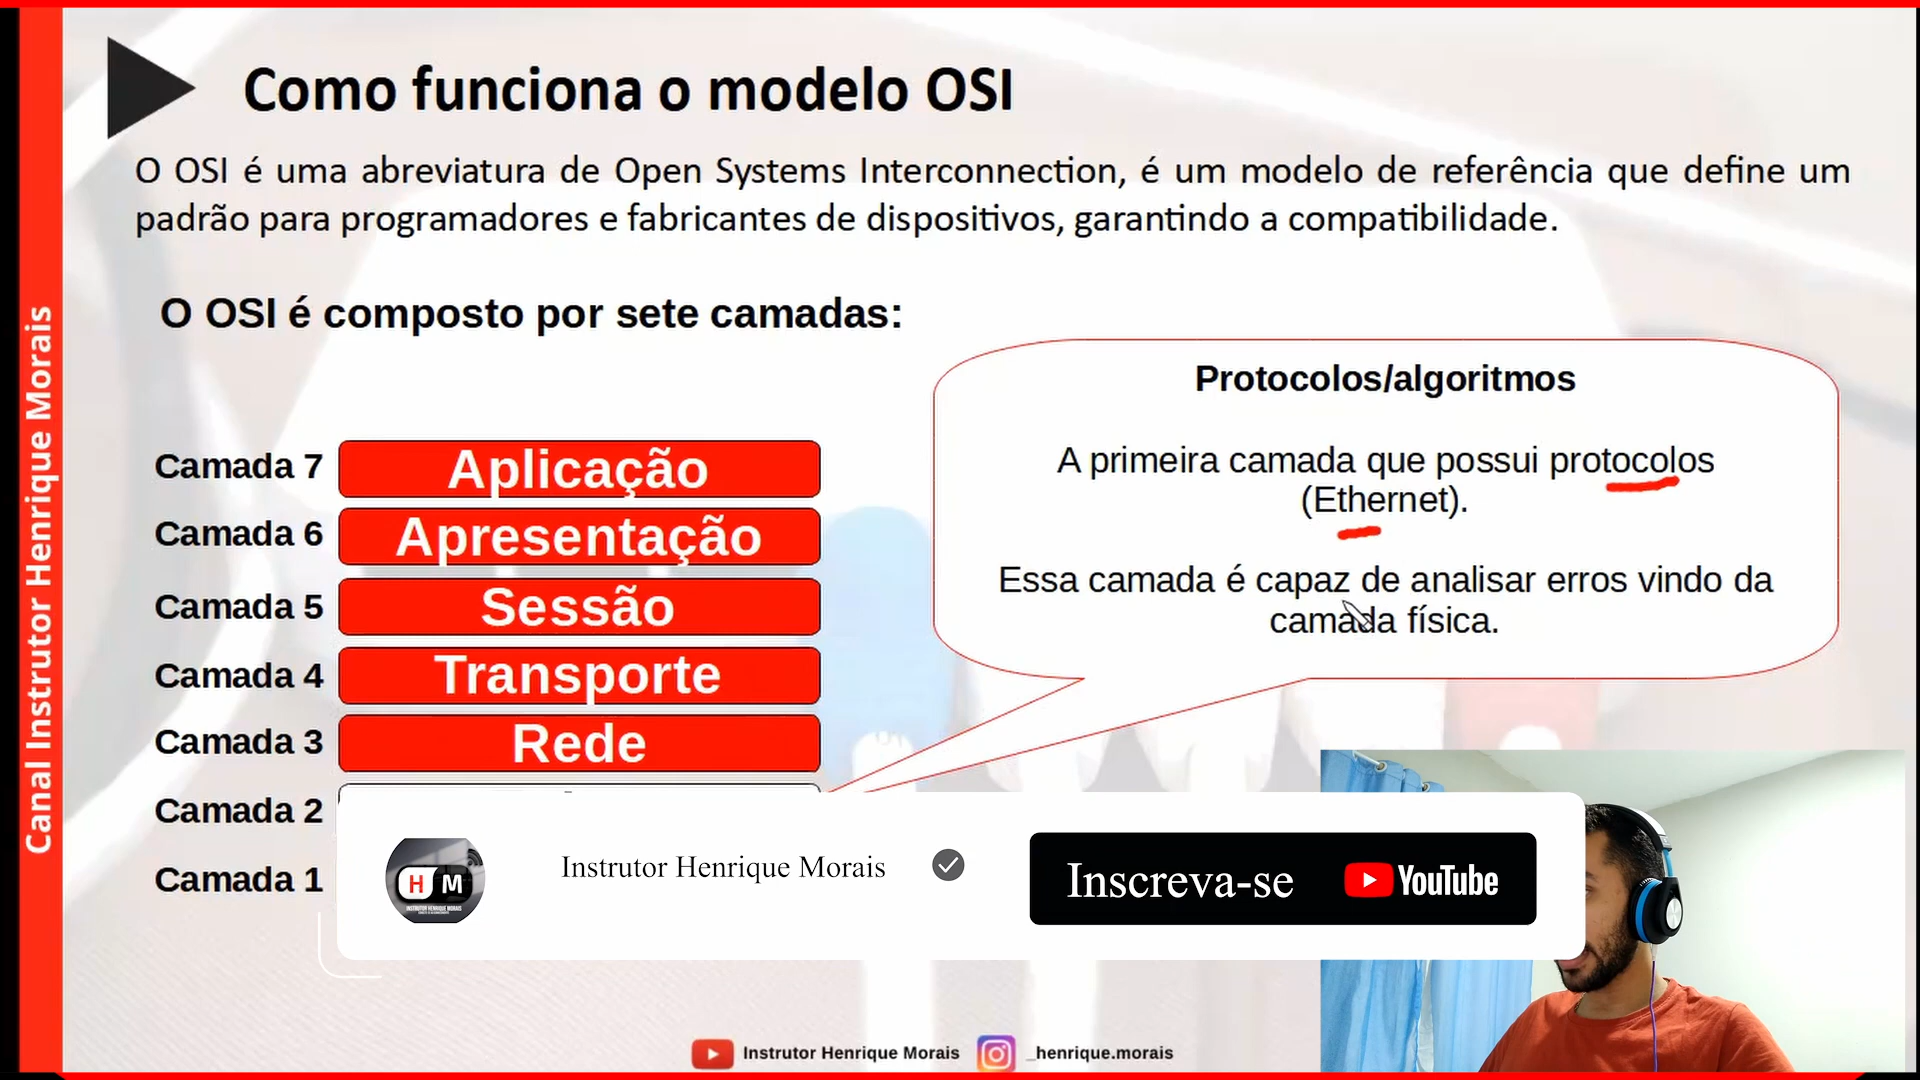 Canal Instrutor Henrique Morais
Como funciona o modelo OSI
O OSI é uma abreviatura de Open Systems Interconnection, é um modelo de referência que define um
padrão para programadores e fabricantes de dispositivos, garantindo a compatibilidade.
O OSI é composto por sete camadas:
Protocolos/algoritmos
A primeira camada que possui protocolos
(Ethernet).
Essa camada é capaz de analisar erros vindo da
camada física.
Camada 7 Aplicação
Camada 6 Apresentação
Camada 5 Sessão
Camada 4 Transporte
Camada 3 Rede
Camada 2
Camada 1
H M
INSTRUTOR HENRIQUE MORAIS
Instrutor Henrique Morais
Inscreva-se YouTube
Instrutor Henrique Morais _henrique.morais